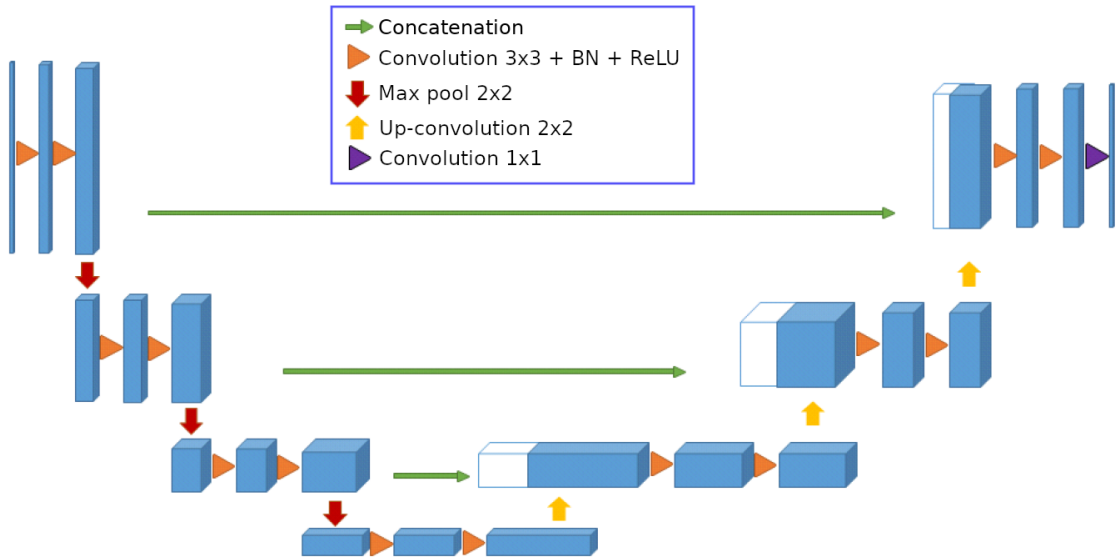 Concatenation
Convolution 3x3 + BN + ReLU
Max pool 2x2
Up-convolution 2x2
Convolution 1x1